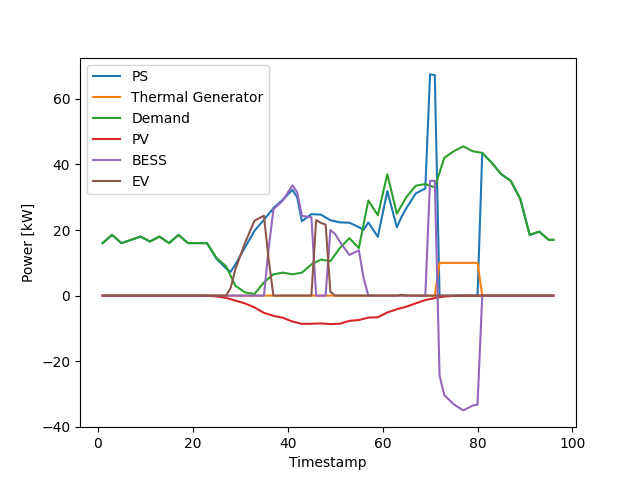 PS
Thermal Generator
Demand
PV
BESS
EV
Power [kW]
60
40
20
0
−20
−40
0 20 40 60 80 100
Timestamp